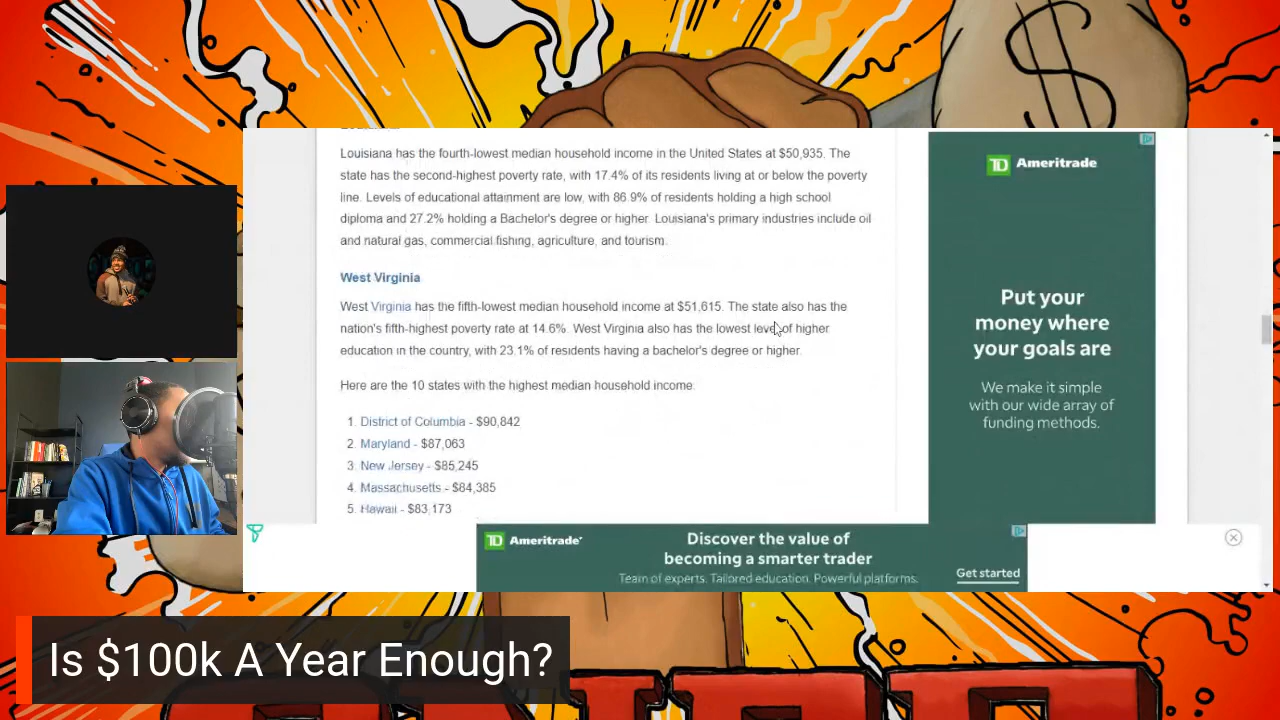 $
Louisiana has the fourth-lowest median household income in the United States at $50,935. The
state has the second-highest poverty rate, with 17.4% of its residents living at or below the poverty
line. Levels of educational attainment are low, with 86.9% of residents holding a high school
diploma and 27.2% holding a Bachelor's degree or higher. Louisiana's primary industries include oil
and natural gas, commercial fishing, agriculture, and tourism.
West Virginia
West Virginia has the fifth-lowest median household income at $51,615. The state also has the
nation's fifth-highest poverty rate at 14.6%. West Virginia also has the lowest level of higher
education in the country, with 23.1% of residents having a bachelor's degree or higher.
Here are the 10 states with the highest median household income:
1. District of Columbia - $90,842
2. Maryland - $87,063
3. New Jersey - $85,245
4. Massachusetts - $84,385
5. Hawaii - $83,173
TD Ameritrade
Put your
money where
your goals are
We make it simple
with our wide array of
funding methods.
TD Ameritrade
Discover the value of
becoming a smarter trader
Team of experts. Tailored education. Powerful platforms.
Get started
Is $100k A Year Enough?